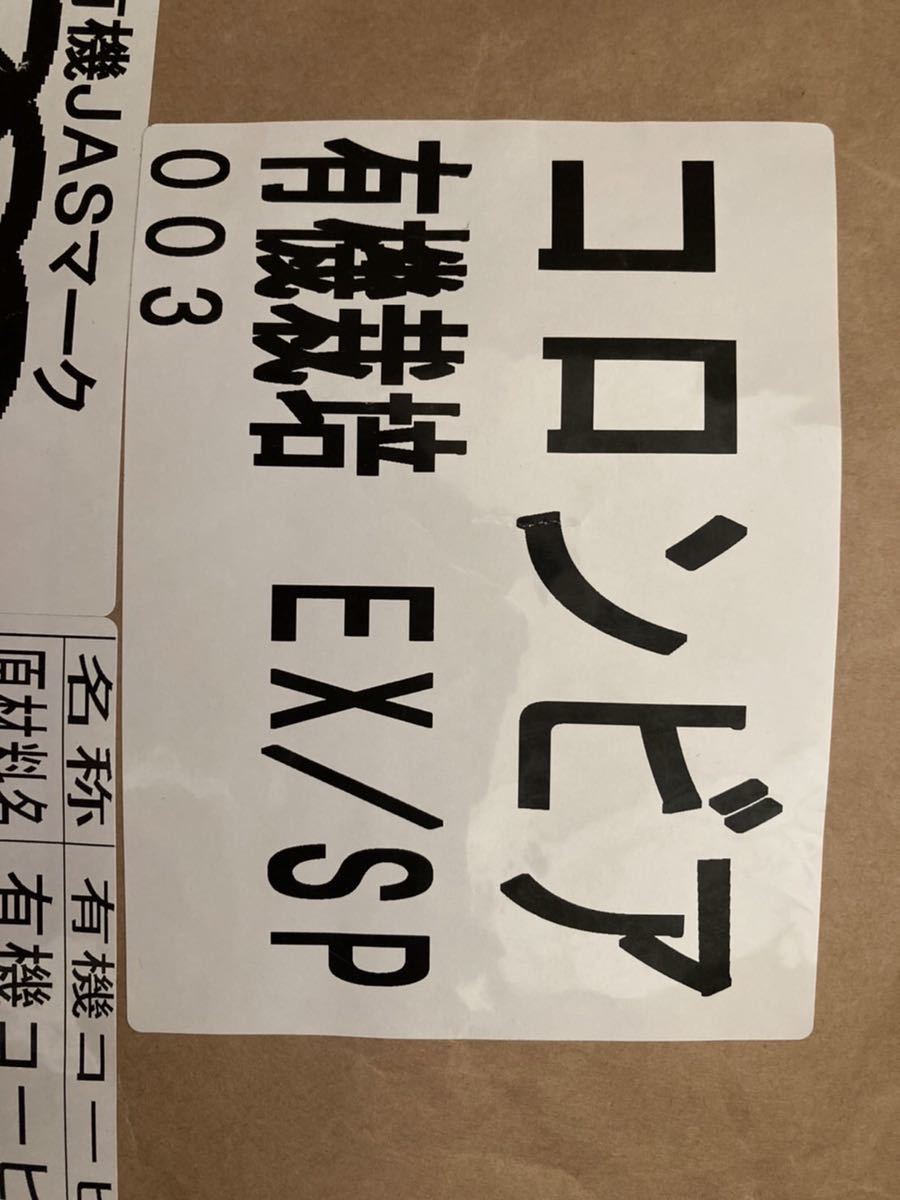 コロンビア
有機栽培 EX/SP
003
有機JASマーク
名称 有機コーヒ
原材料名 有機コーヒ